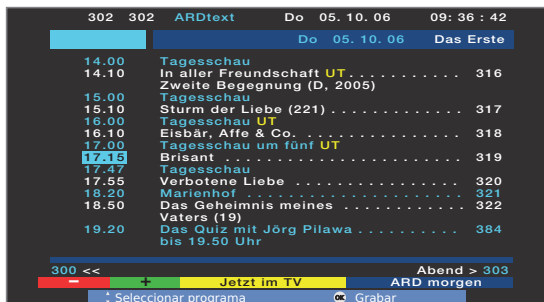 302 302 ARDtext Do 05. 10. 06 09: 36 : 42
Do 05. 10. 06 Das Erste
14.00 Tagesschau
14.10 In aller Freundschaft UT . . . . . . . . . . . 316
Zweite Begegnung (D, 2005)
15.00 Tagesschau
15.10 Sturm der Liebe (221) . . . . . . . . . . . . . 317
16.00 Tagesschau UT
16.10 Eisbär, Affe & Co. . . . . . . . . . . . . . . 318
17.00 Tagesschau um fünf UT
17.15 Brisant . . . . . . . . . . . . . . . . . . . . 319
17.47 Tagesschau
17.55 Verbotene Liebe . . . . . . . . . . . . . . . . 320
18.20 Marienhof . . . . . . . . . . . . . . . . . . 321
18.50 Das Geheimnis meines . . . . . . . . . . . . 322
Vaters (19)
19.20 Das Quiz mit Jörg Pilawa . . . . . . . . . . . 384
bis 19.50 Uhr
300 << Abend > 303
– + Jetzt im TV ARD morgen
Seleccionar programa OK Grabar